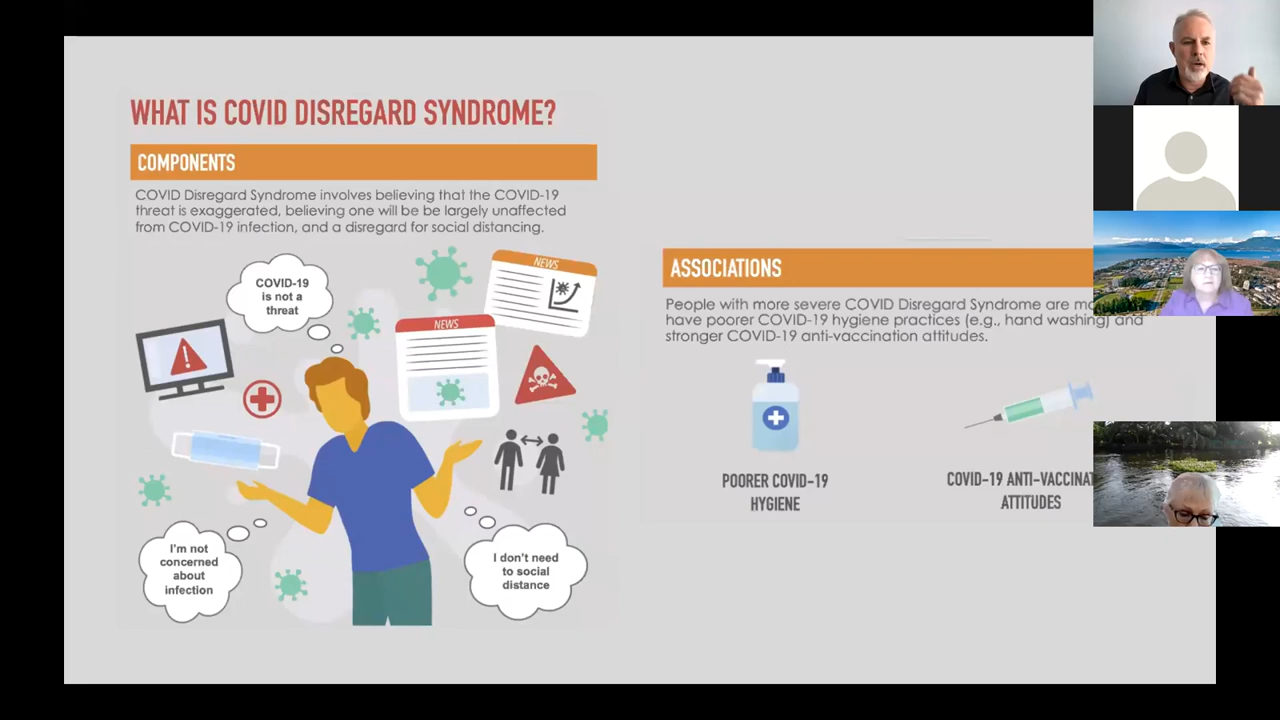 WHAT IS COVID DISREGARD SYNDROME?
COMPONENTS
COVID Disregard Syndrome involves believing that the COVID-19
threat is exaggerated, believing one will be be largely unaffected
from COVID-19 infection, and a disregard for social distancing.
COVID-19
is not a
threat
NEWS
NEWS
I'm not
concerned
about
infection
I don't need
to social
distance
ASSOCIATIONS
People with more severe COVID Disregard Syndrome are
have poorer COVID-19 hygiene practices (e.g., hand washing) and
stronger COVID-19 anti-vaccination attitudes.
POORER COVID-19
HYGIENE
COVID-19
ATTITUDES